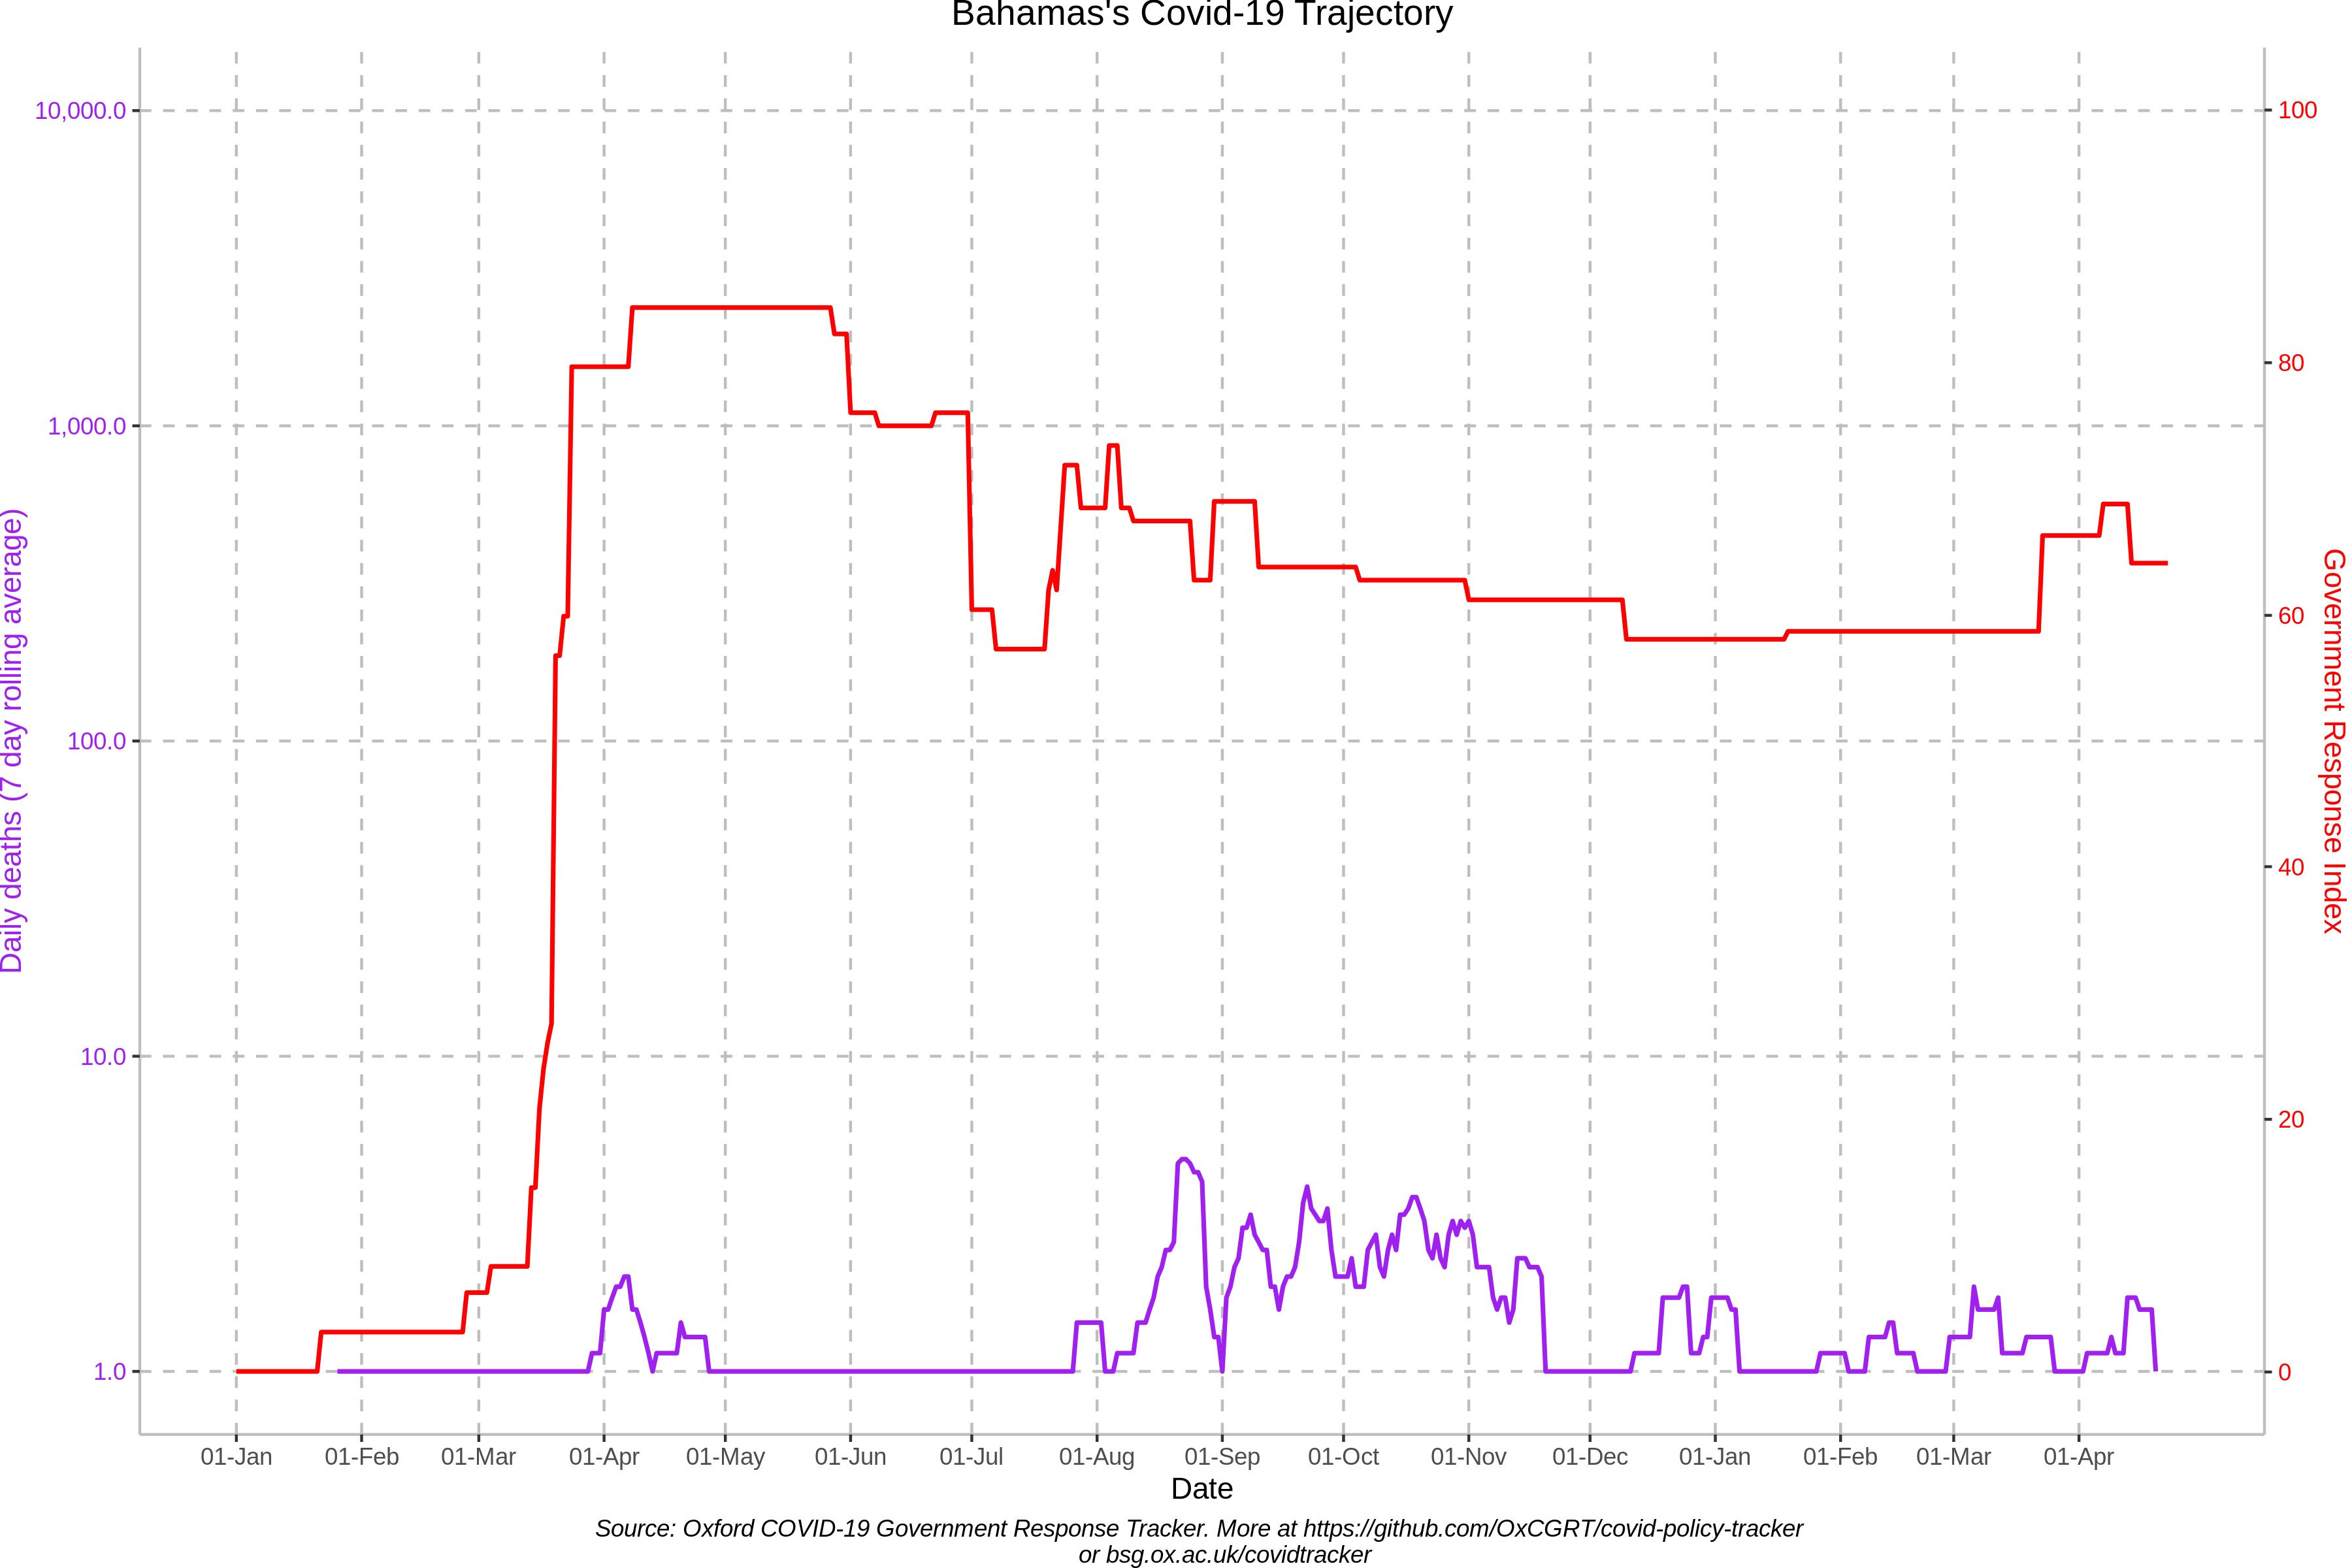 Bahamas's Covid-19 Trajectory
10,000.0
1,000.0
100.0
10.0
1.0
Daily deaths (7 day rolling average)
100
80
60
40
20
0
Government Response Index
01-Jan 01-Feb 01-Mar 01-Apr 01-May 01-Jun 01-Jul 01-Aug 01-Sep 01-Oct 01-Nov 01-Dec 01-Jan 01-Feb 01-Mar 01-Apr
Date
Source: Oxford COVID-19 Government Response Tracker. More at https://github.com/OxCGRT/covid-policy-tracker
or bsg.ox.ac.uk/covidtracker